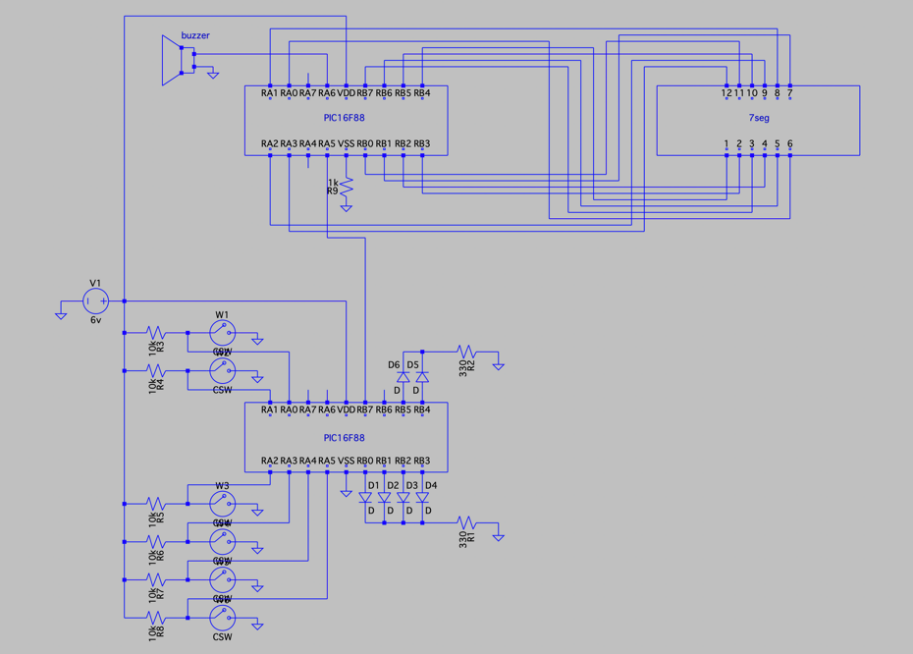 buzzer
RA1 RA0 RA7 RA6 VDD RB7 RB6 RB5 RB4
PIC16F88
RA2 RA3 RA4 RA5 VSS RB0 RB1 RB2 RB3
12 11 10 9 8 7
7seg
1 2 3 4 5 6
1k
R9
V1
6v
W1
10k
R3
10k
R4
CSW
D6 D5
D D
330
R2
RA1 RA0 RA7 RA6 VDD RB7 RB6 RB5 RB4
PIC16F88
RA2 RA3 RA4 RA5 VSS RB0 RB1 RB2 RB3
D1 D2 D3 D4
D D D D
330
R1
W3
10k
R5
10k
R6
10k
R7
10k
R8
CSW